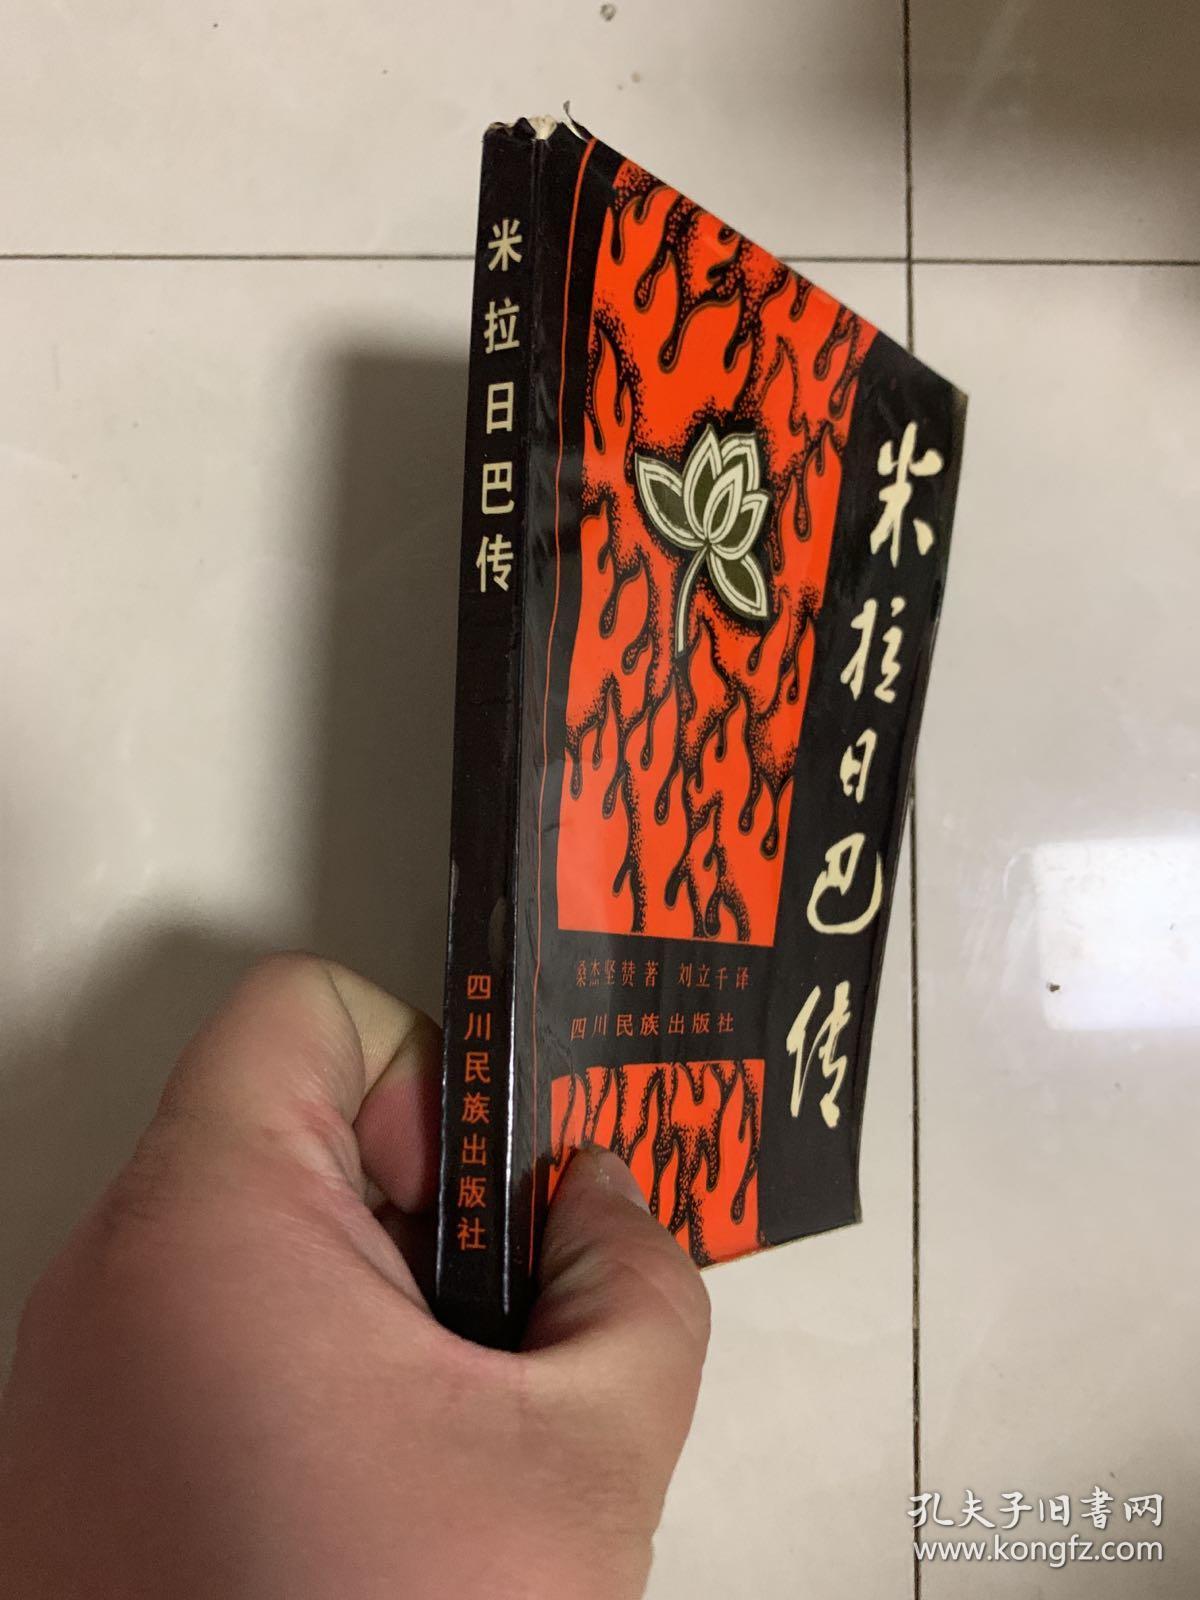 米拉日巴传
四川民族出版社
米拉日巴传
桑杰坚赞著 刘立千译
四川民族出版社
孔夫子旧书网
www.kongfz.com